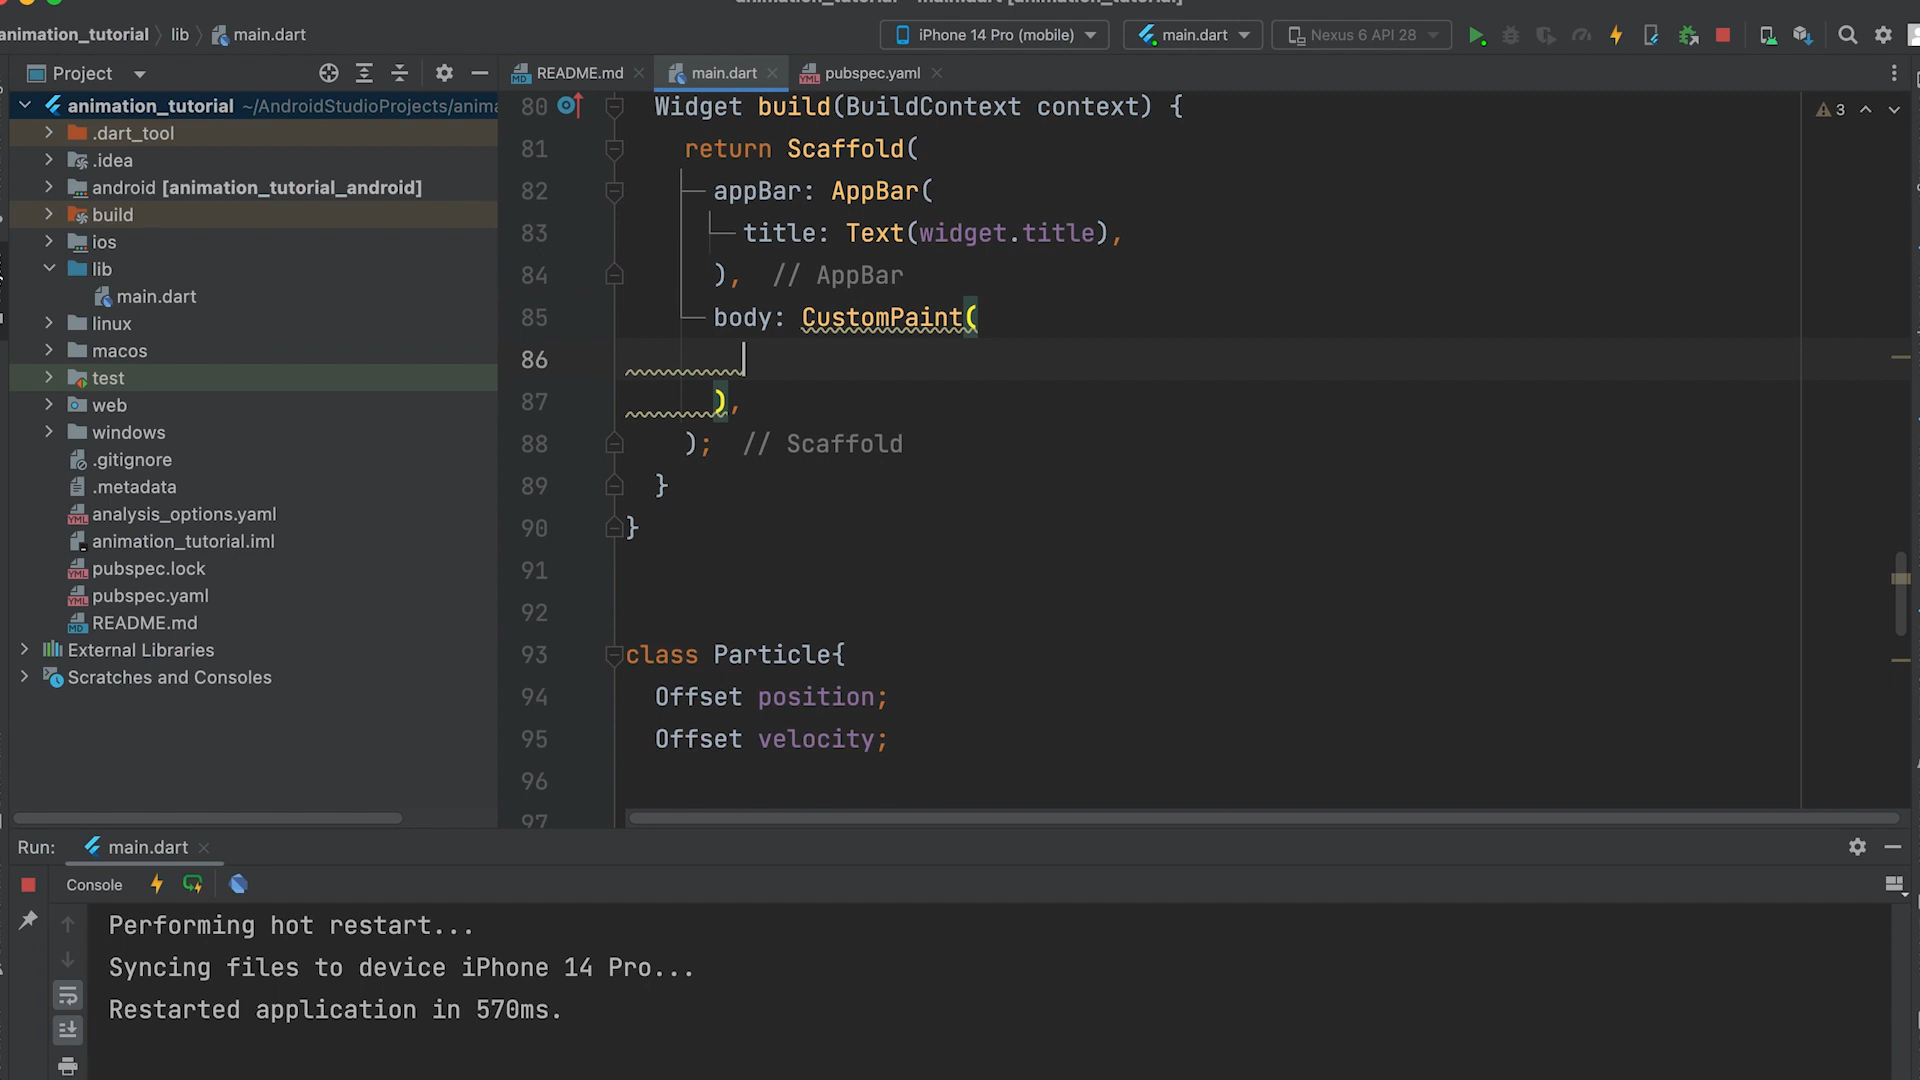 animation_tutorial – main.dart [animation_tutorial]
animation_tutorial lib main.dart
iPhone 14 Pro (mobile) main.dart Nexus 6 API 28
Project
README.md main.dart pubspec.yaml
animation_tutorial ~/AndroidStudioProjects/anima
.dart_tool
.idea
android [animation_tutorial_android]
build
ios
lib
main.dart
linux
macos
test
web
windows
.gitignore
.metadata
analysis_options.yaml
animation_tutorial.iml
pubspec.lock
pubspec.yaml
README.md
External Libraries
Scratches and Consoles
3
80 Widget build(BuildContext context) {
81 return Scaffold(
82 appBar: AppBar(
83 title: Text(widget.title),
84 ), // AppBar
85 body: CustomPaint(
86
87 ),
88 ); // Scaffold
89 }
90 }
91
92
93 class Particle{
94 Offset position;
95 Offset velocity;
96
97
Run: main.dart
Console
Performing hot restart...
Syncing files to device iPhone 14 Pro...
Restarted application in 570ms.